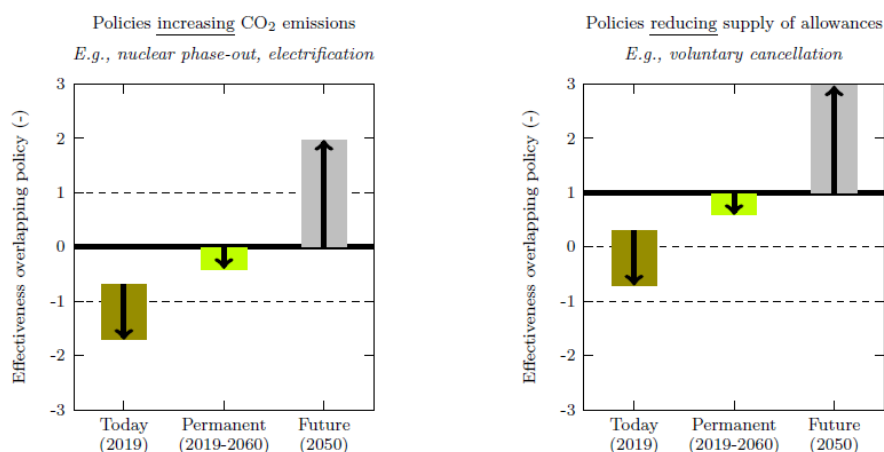 Policies increasing CO₂ emissions
E.g., nuclear phase-out, electrification
Effectiveness overlapping policy (-)
3
2
1
0
-1
-2
-3
Today
(2019)
Permanent
(2019-2060)
Future
(2050)
Policies reducing supply of allowances
E.g., voluntary cancellation
Effectiveness overlapping policy (-)
3
2
1
0
-1
-2
-3
Today
(2019)
Permanent
(2019-2060)
Future
(2050)